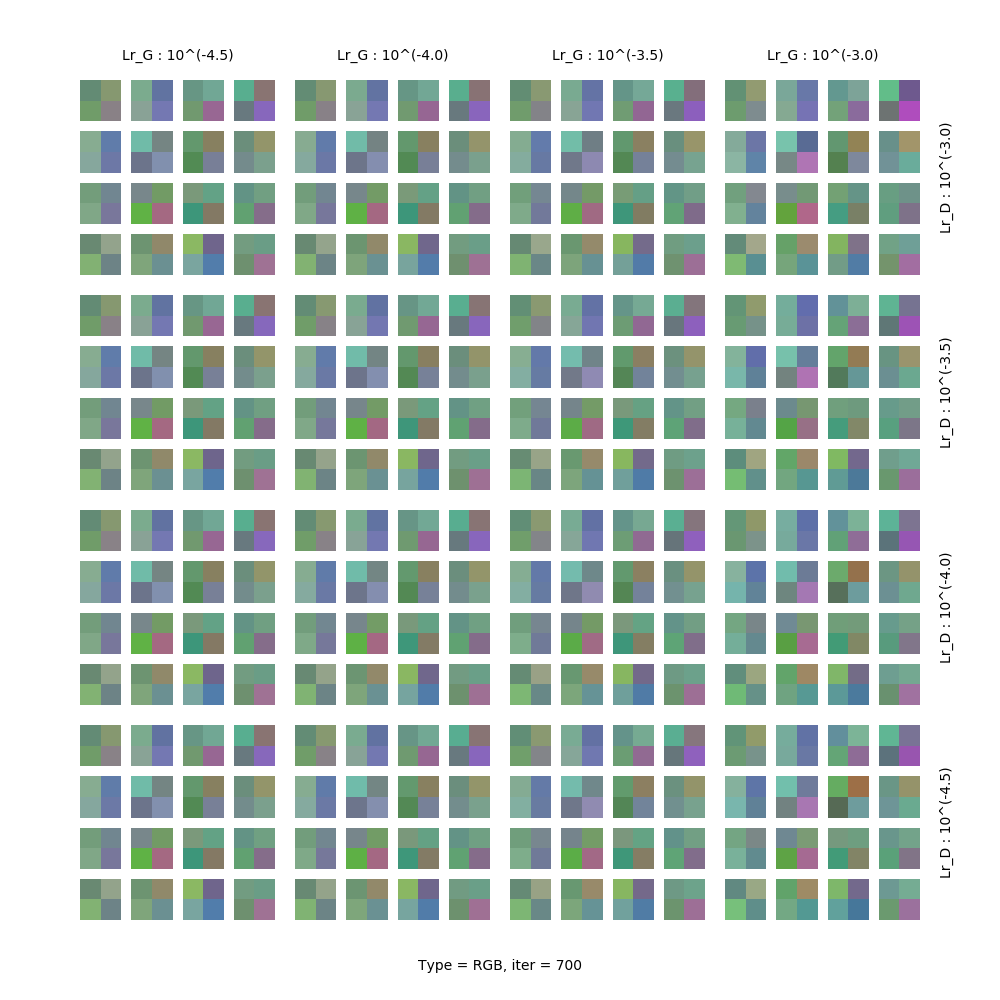 Lr_G : 10^(-4.5)
Lr_G : 10^(-4.0)
Lr_G : 10^(-3.5)
Lr_G : 10^(-3.0)
Lr_D : 10^(-3.0)
Lr_D : 10^(-3.5)
Lr_D : 10^(-4.0)
Lr_D : 10^(-4.5)
Type = RGB, iter = 700